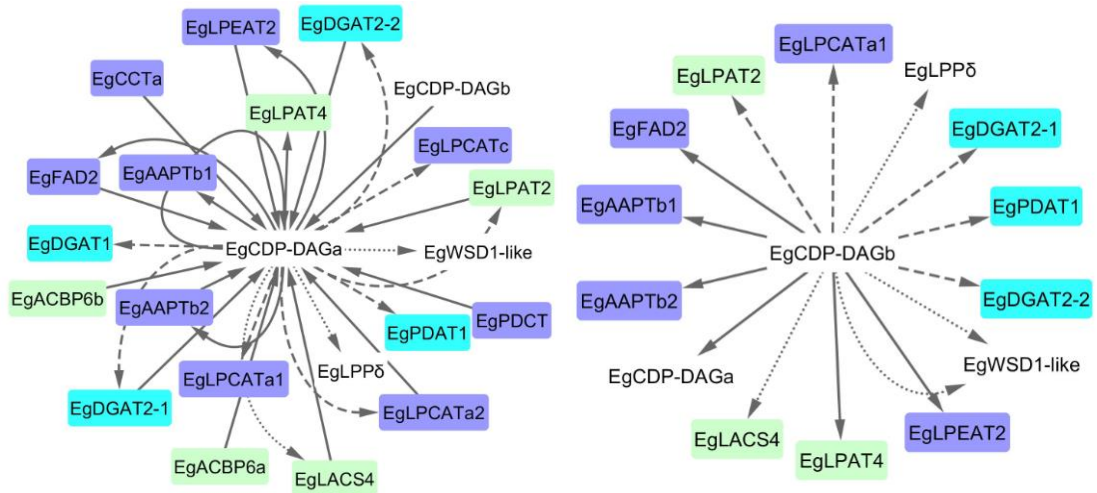 EgLPEAT2
EgDGAT2-2
EgCCTa
EgCDP-DAGb
EgLPAT4
EgLPCATc
EgFAD2
EgAAPTb1
EgLPAT2
EgDGAT1
EgCDP-DAGa
EgWSD1-like
EgACBP6b
EgAAPTb2
EgPDAT1
EgPDCT
EgLPCATa1
EgLPPδ
EgDGAT2-1
EgLPCATa2
EgACBP6a
EgLACS4
EgLPCATa1
EgLPAT2
EgLPPδ
EgFAD2
EgDGAT2-1
EgAAPTb1
EgPDAT1
EgCDP-DAGb
EgAAPTb2
EgDGAT2-2
EgCDP-DAGa
EgWSD1-like
EgLACS4
EgLPAT4
EgLPEAT2